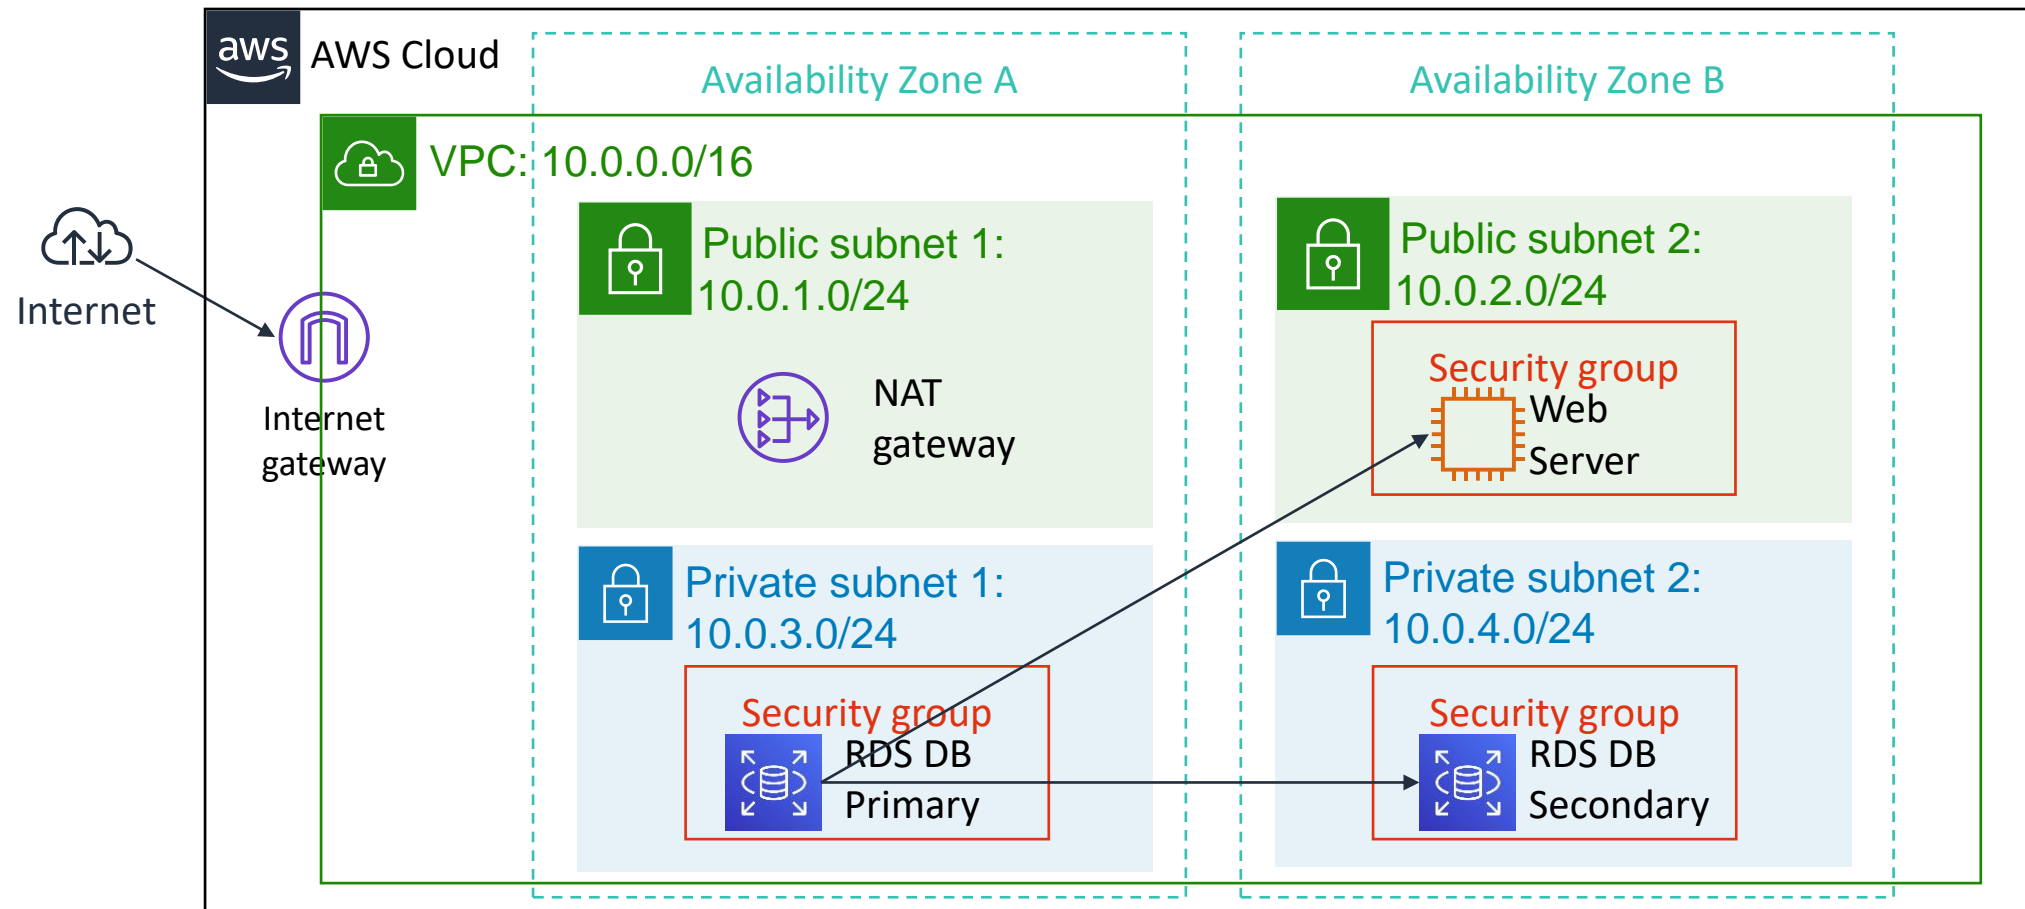 aws
AWS Cloud
Availability Zone A
Availability Zone B
VPC: 10.0.0.0/16
Internet
Internet
gateway
Public subnet 1:
10.0.1.0/24
NAT
gateway
Public subnet 2:
10.0.2.0/24
Security group
Web
Server
Private subnet 1:
10.0.3.0/24
Security group
RDS DB
Primary
Private subnet 2:
10.0.4.0/24
Security group
RDS DB
Secondary